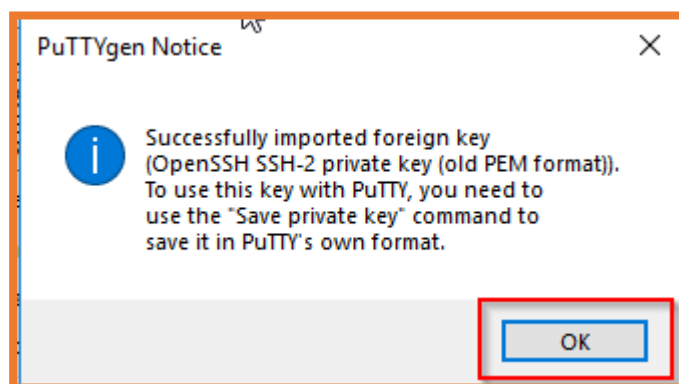 PuTTYgen Notice
Successfully imported foreign key
(OpenSSH SSH-2 private key (old PEM format)).
To use this key with PuTTY, you need to
use the "Save private key" command to
save it in PuTTY's own format.
OK